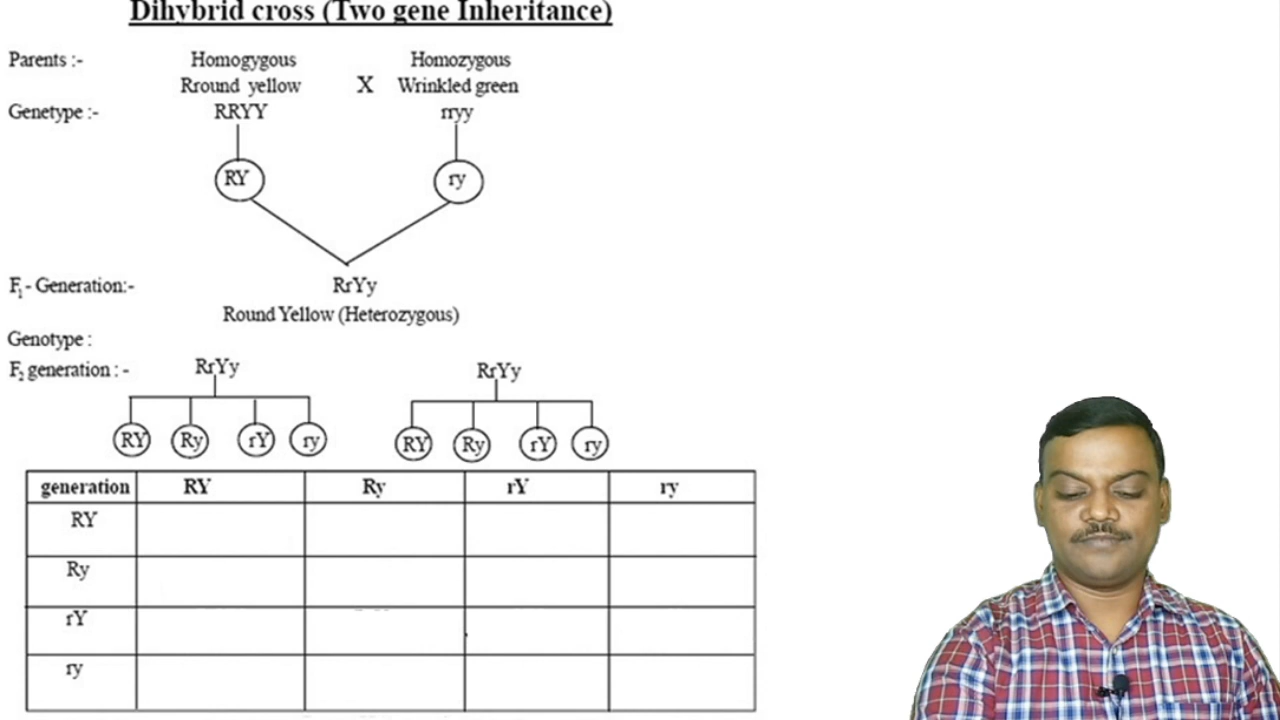 Dihybrid cross (Two gene Inheritance)
Parents :- Homogygous Homozygous
Rround yellow X Wrinkled green
Genetype :- RRYY rryy
RY ry
F₁ - Generation:- RrYy
Round Yellow (Heterozygous)
Genotype :
F₂ generation : - RrYy RrYy
RY Ry rY ry RY Ry rY ry
generation RY Ry rY ry
RY
Ry
rY
ry